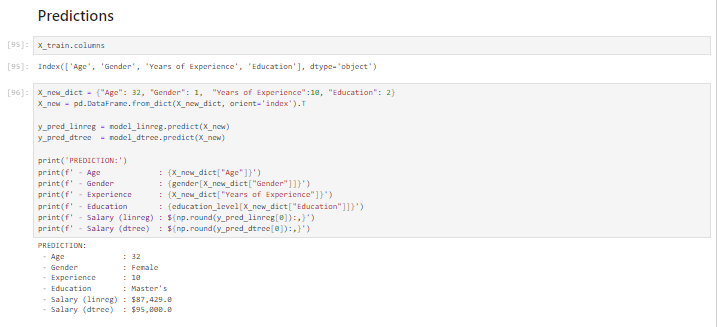 Predictions
[95]: X_train.columns
[95]: Index(['Age', 'Gender', 'Years of Experience', 'Education'], dtype='object')
[96]: X_new_dict = {"Age": 32, "Gender": 1,  "Years of Experience":10, "Education": 2}
X_new = pd.DataFrame.from_dict(X_new_dict, orient='index').T
y_pred_linreg = model_linreg.predict(X_new)
y_pred_dtree  = model_dtree.predict(X_new)
print('PREDICTION:')
print(f' - Age              : {X_new_dict["Age"]}')
print(f' - Gender           : {gender[X_new_dict["Gender"]]}')
print(f' - Experience       : {X_new_dict["Years of Experience"]}')
print(f' - Education        : {education_level[X_new_dict["Education"]]}')
print(f' - Salary (linreg) : ${np.round(y_pred_linreg[0]):,}')
print(f' - Salary (dtree)  : ${np.round(y_pred_dtree[0]):,}')
PREDICTION:
- Age              : 32
- Gender           : Female
- Experience       : 10
- Education        : Master's
- Salary (linreg) : $87,429.0
- Salary (dtree)  : $95,000.0